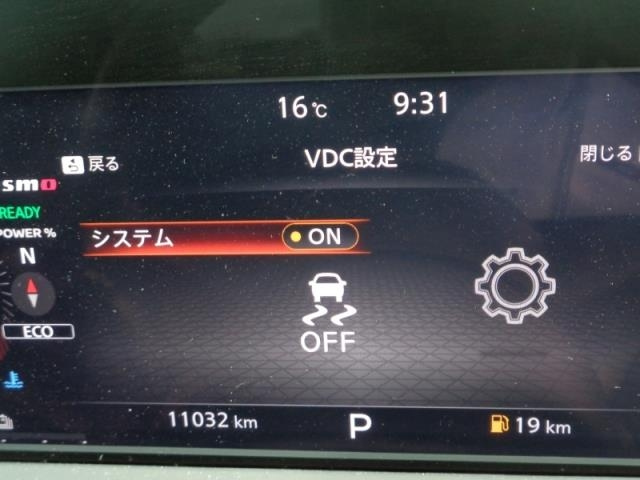 16℃ 9:31
戻る VDC設定 閉じる
smo
READY
POWER %
システム ON
N
OFF
ECO
11032 km P 19 km